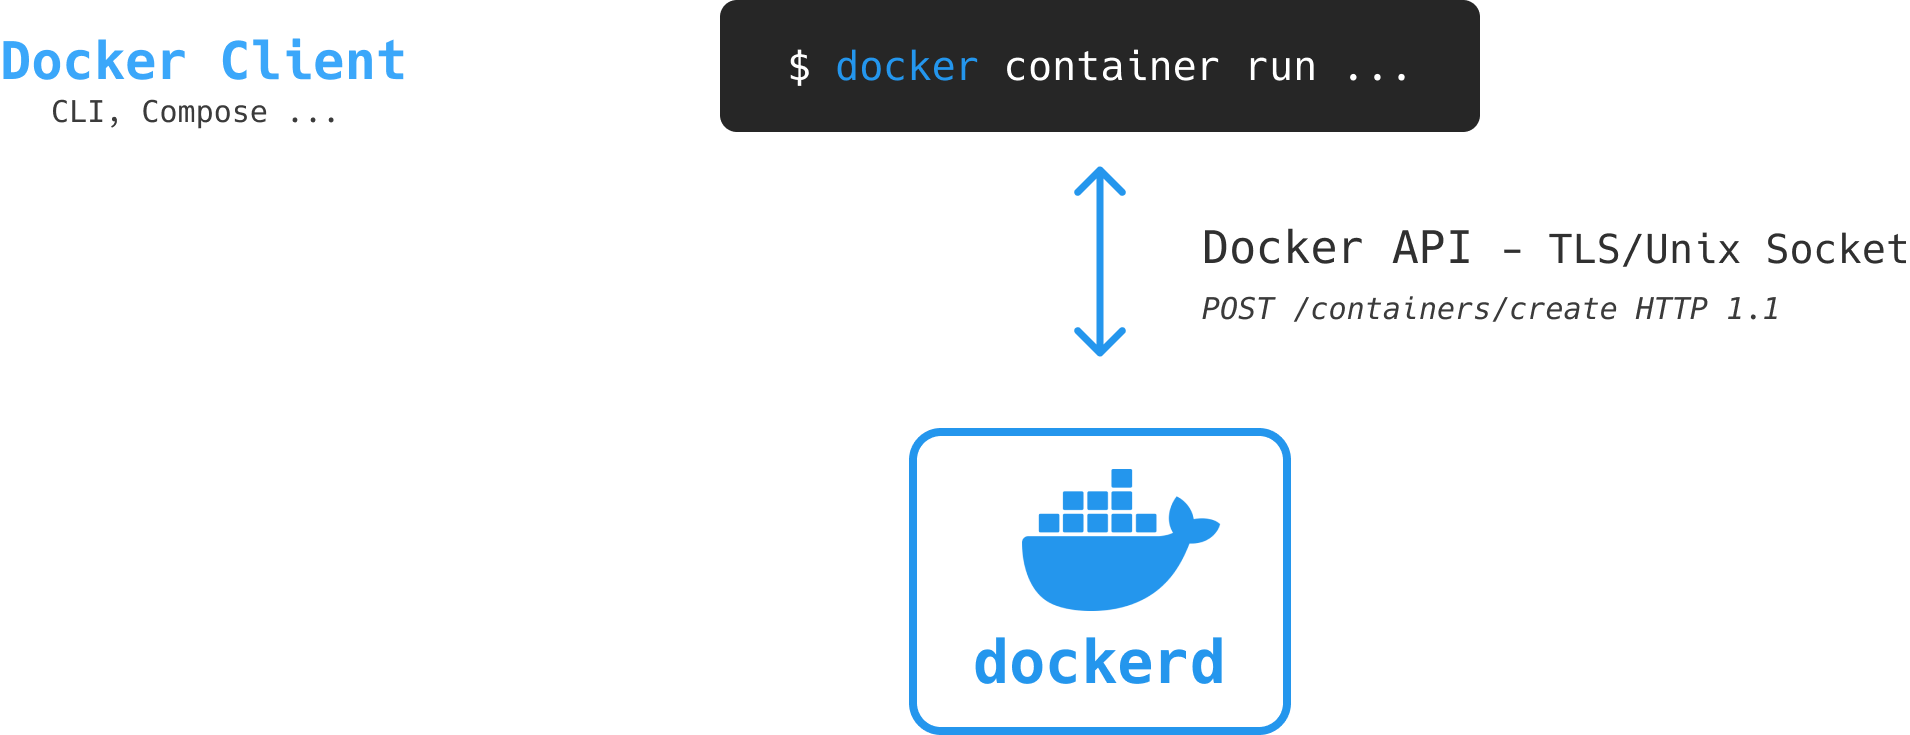 Docker Client
CLI, Compose ...
$ docker container run ...
Docker API - TLS/Unix Socket
POST /containers/create HTTP 1.1
dockerd